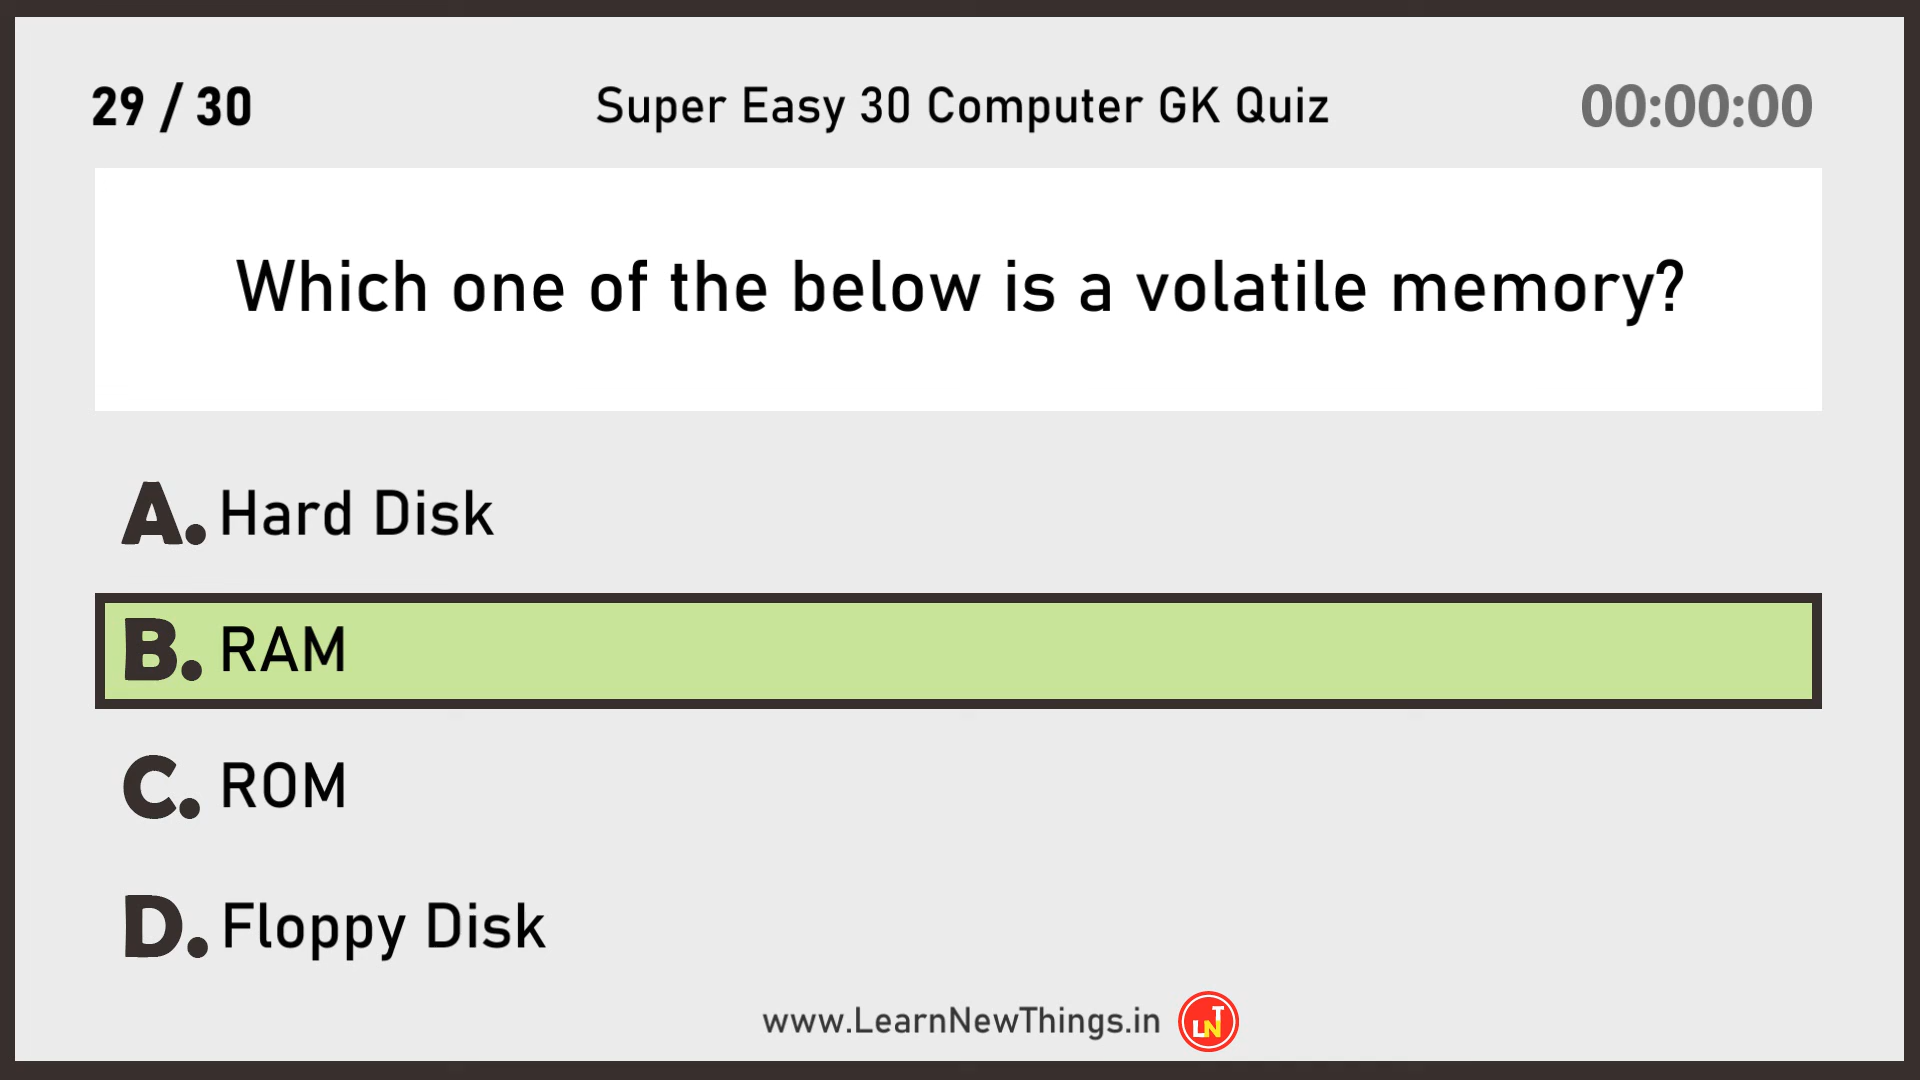 29 / 30
Super Easy 30 Computer GK Quiz
00:00:00
Which one of the below is a volatile memory?
A. Hard Disk
B. RAM
C. ROM
D. Floppy Disk
www.LearnNewThings.in
LNT